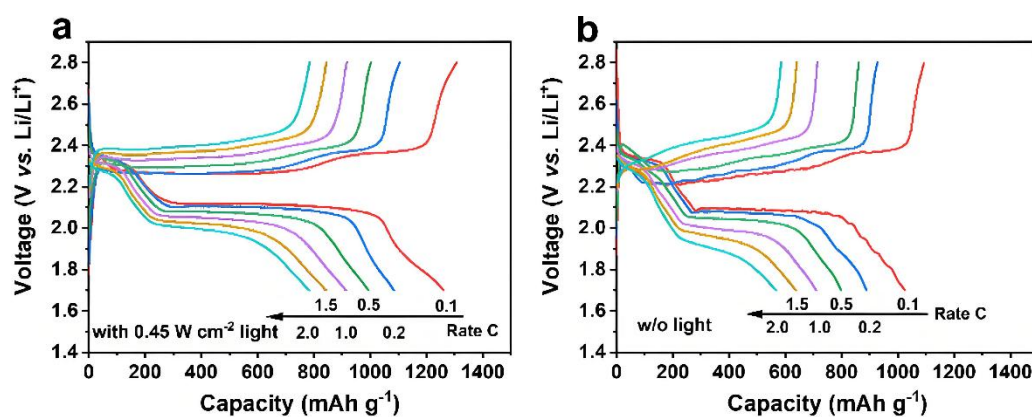 a
Voltage (V vs. Li/Li⁺)
2.8
2.6
2.4
2.2
2.0
1.8
1.6
1.4
1.5 0.5 0.1
with 0.45 W cm⁻² light 2.0 1.0 0.2 Rate C
0 200 400 600 800 1000 1200 1400
Capacity (mAh g⁻¹)
b
Voltage (V vs. Li/Li⁺)
2.8
2.6
2.4
2.2
2.0
1.8
1.6
1.4
1.5 0.5 0.1
w/o light 2.0 1.0 0.2 Rate C
0 200 400 600 800 1000 1200 1400
Capacity (mAh g⁻¹)